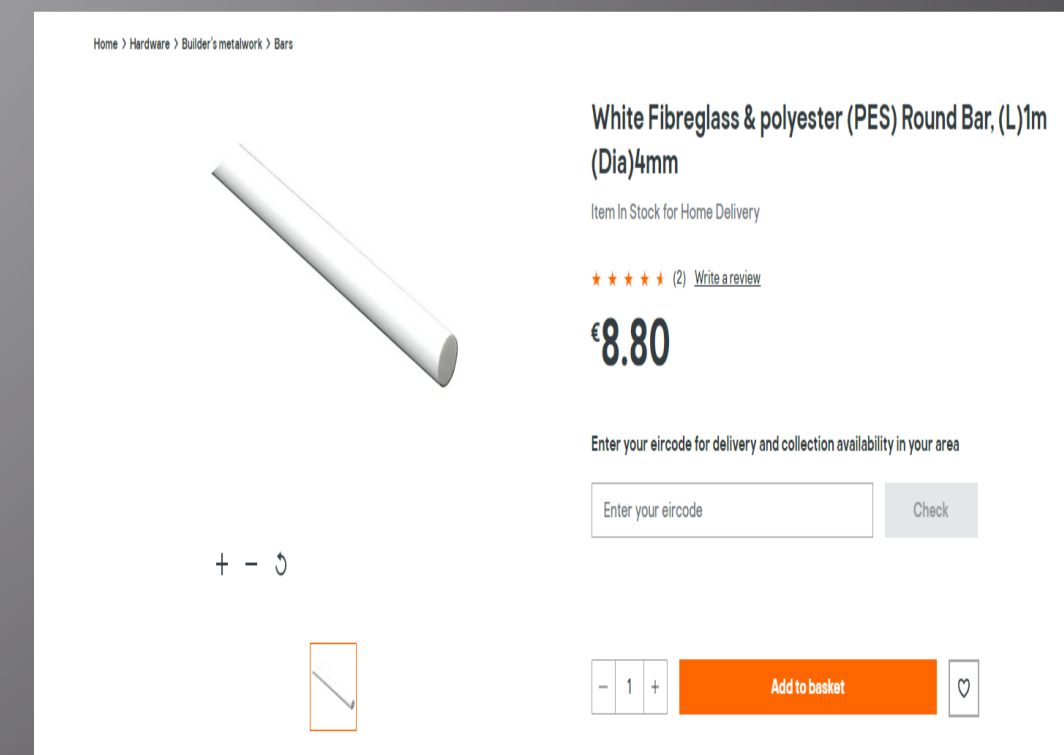 Home > Hardware > Builder's metalwork > Bars
White Fibreglass & polyester (PES) Round Bar, (L)1m
(Dia)4mm
Item In Stock for Home Delivery
(2) Write a review
€8.80
Enter your eircode for delivery and collection availability in your area
Enter your eircode Check
− 1 + Add to basket